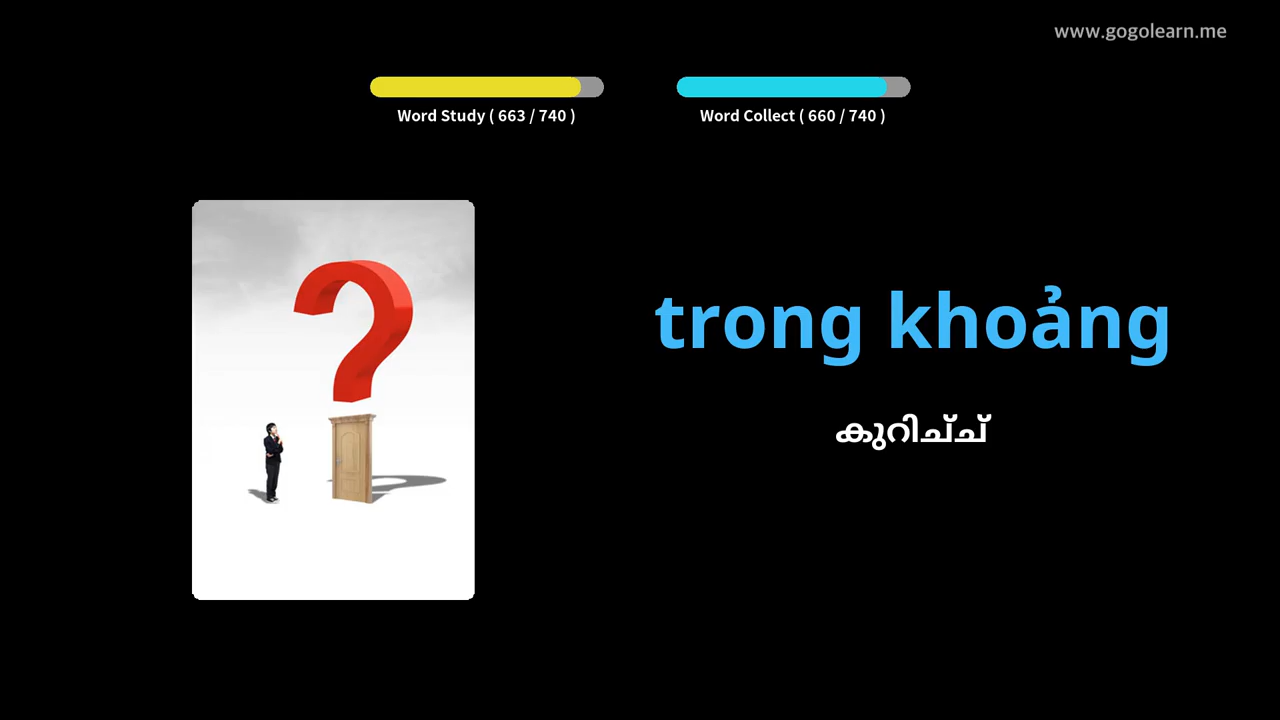 www.gogolearn.me
Word Study ( 663 / 740 )
Word Collect ( 660 / 740 )
trong khoảng
കുറിച്ച്